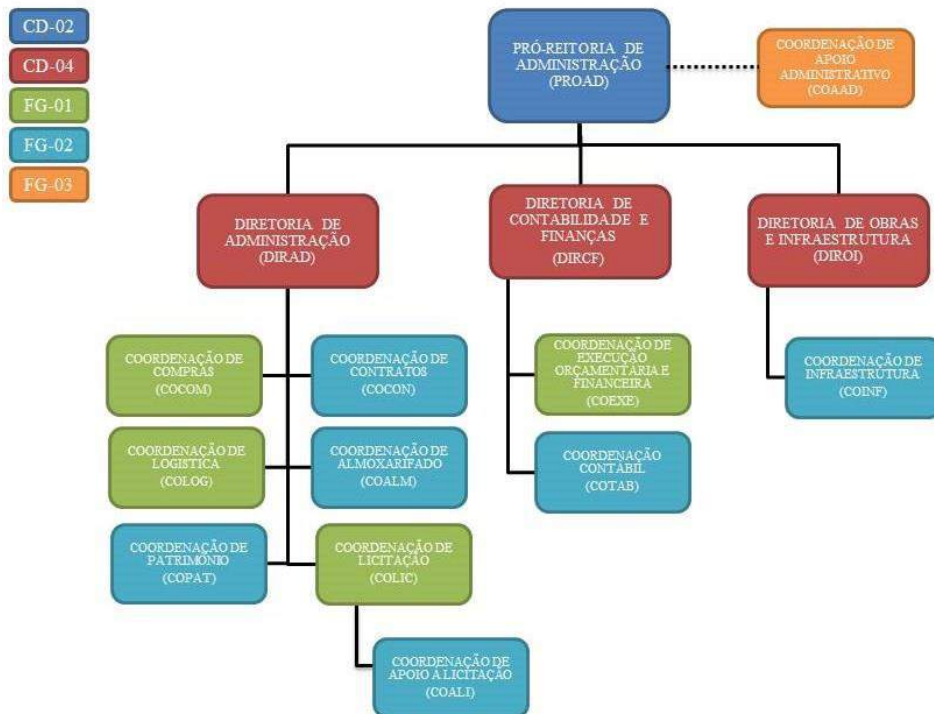 CD-02
CD-04
FG-01
FG-02
FG-03
PRÓ-REITORIA DE
ADMINISTRAÇÃO
(PROAD)
COORDENAÇÃO DE
APOIO
ADMINISTRATIVO
(COAAD)
DIRETORIA DE
ADMINISTRAÇÃO
(DIRAD)
DIRETORIA DE
CONTABILIDADE E
FINANÇAS
(DIRCF)
DIRETORIA DE OBRAS
E INFRAESTRUTURA
(DIROI)
COORDENAÇÃO DE
COMPRAS
(COCOM)
COORDENAÇÃO DE
CONTRATOS
(COCON)
COORDENAÇÃO DE
EXECUÇÃO
ORÇAMENTÁRIA E
FINANCEIRA
(COEXE)
COORDENAÇÃO DE
INFRAESTRUTURA
(COINF)
COORDENAÇÃO DE
LOGISTICA
(COLOG)
COORDENAÇÃO DE
ALMOXARIFADO
(COALM)
COORDENAÇÃO
CONTÁBIL
(COTAB)
COORDENAÇÃO DE
PATRIMÔNIO
(COPAT)
COORDENAÇÃO DE
LICITAÇÃO
(COLIC)
COORDENAÇÃO DE
APOIO A LICITAÇÃO
(COALI)